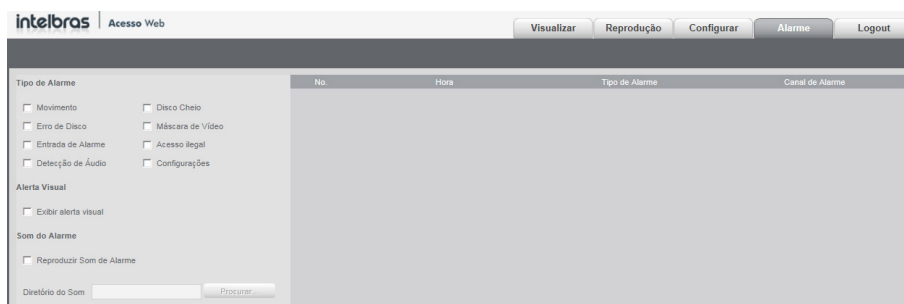 intelbras Acesso Web
Visualizar Reprodução Configurar Alarme Logout
Tipo de Alarme
No. Hora Tipo de Alarme Canal de Alarme
Movimento Disco Cheio
Erro de Disco Máscara de Vídeo
Entrada de Alarme Acesso ilegal
Detecção de Áudio Configurações
Alerta Visual
Exibir alerta visual
Som do Alarme
Reproduzir Som de Alarme
Diretório do Som Procurar...